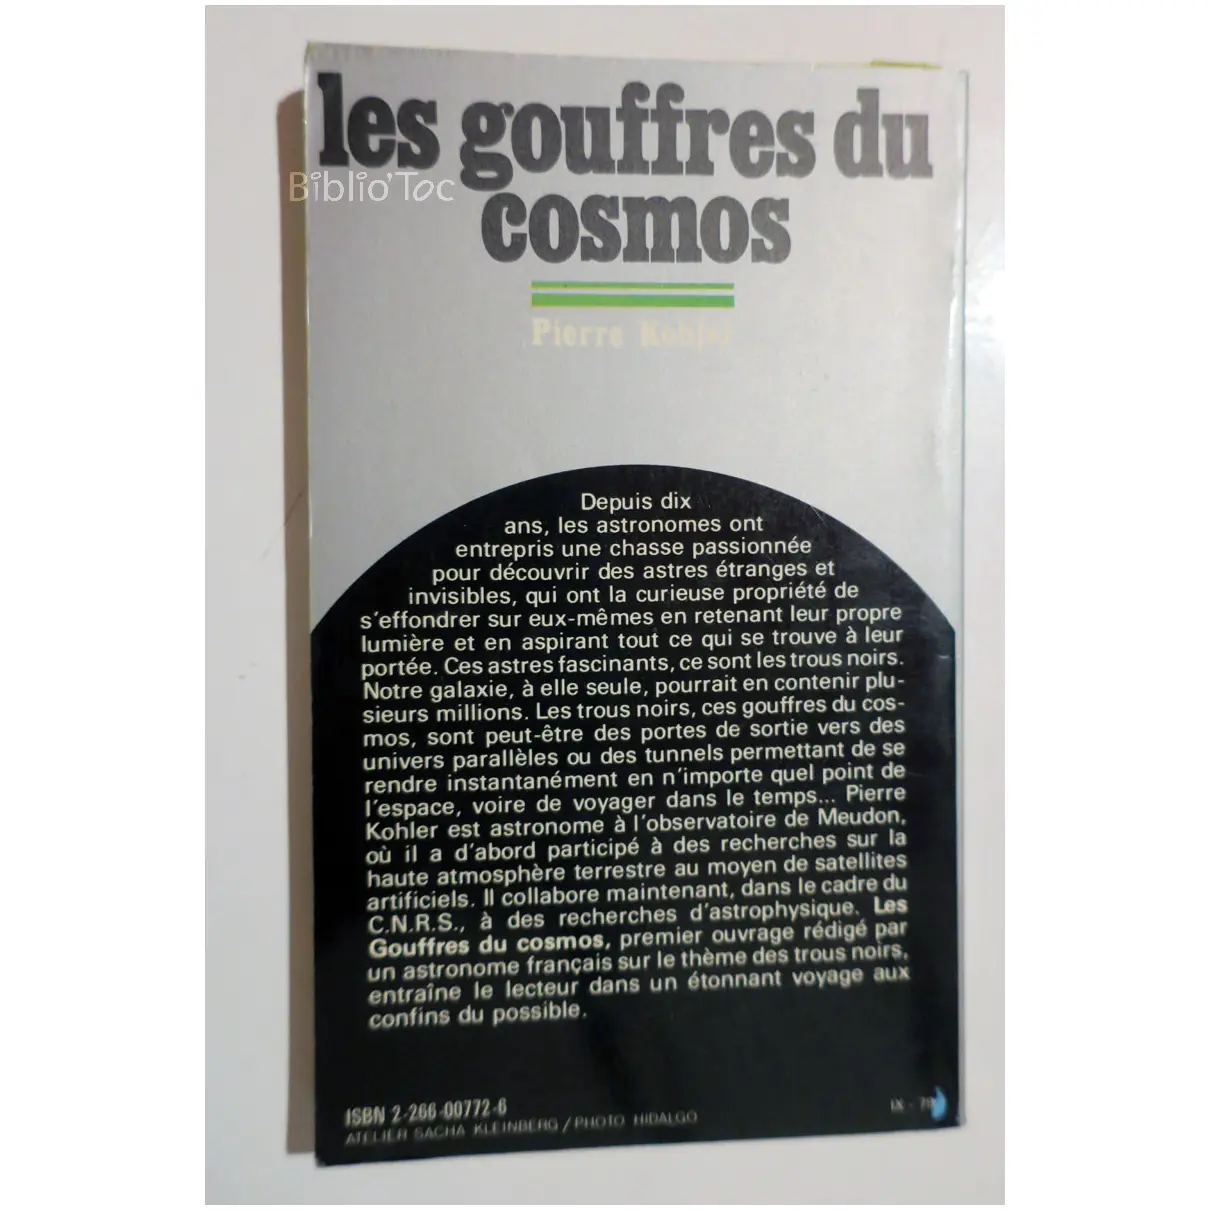 les gouffres du
Biblio'Toc
cosmos
Pierre Kohler
Depuis dix
ans, les astronomes ont
entrepris une chasse passionnée
pour découvrir des astres étranges et
invisibles, qui ont la curieuse propriété de
s'effondrer sur eux-mêmes en retenant leur propre
lumière et en aspirant tout ce qui se trouve à leur
portée. Ces astres fascinants, ce sont les trous noirs.
Notre galaxie, à elle seule, pourrait en contenir plu-
sieurs millions. Les trous noirs, ces gouffres du cos-
mos, sont peut-être des portes de sortie vers des
univers parallèles ou des tunnels permettant de se
rendre instantanément en n'importe quel point de
l'espace, voire de voyager dans le temps... Pierre
Kohler est astronome à l'observatoire de Meudon,
où il a d'abord participé à des recherches sur la
haute atmosphère terrestre au moyen de satellites
artificiels. Il collabore maintenant, dans le cadre du
C.N.R.S., à des recherches d'astrophysique. Les
Gouffres du cosmos, premier ouvrage rédigé par
un astronome français sur le thème des trous noirs,
entraîne le lecteur dans un étonnant voyage aux
confins du possible.
ISBN 2-266-00772-6
ATELIER SACHA KLEINBERG / PHOTO HIDALGO
IX - 79